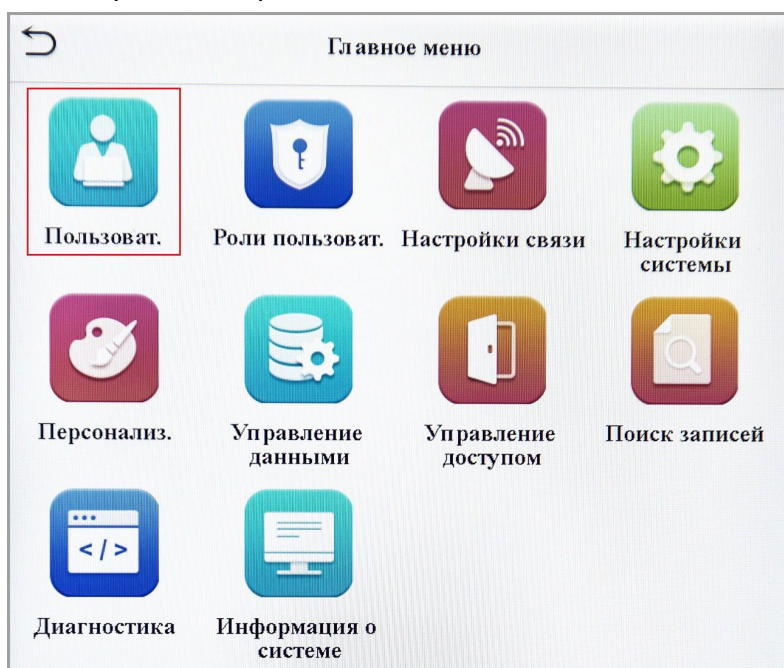 Главное меню
Пользоват.
Роли пользоват.
Настройки связи
Настройки
системы
Персонализ.
Управление
данными
Управление
доступом
Поиск записей
</>
Диагностика
Информация о
системе